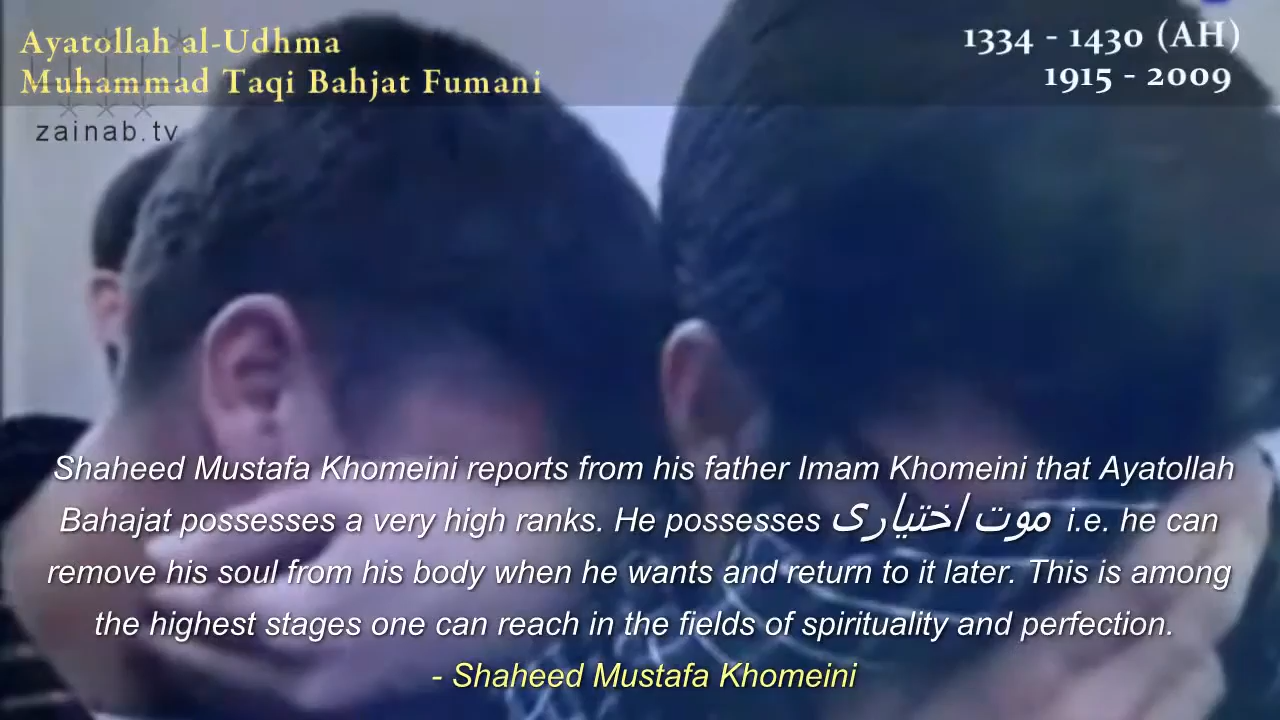 Ayatollah al-Udhma
Muhammad Taqi Bahjat Fumani
1334 - 1430 (AH)
1915 - 2009
zainab.tv
Shaheed Mustafa Khomeini reports from his father Imam Khomeini that Ayatollah
Bahajat possesses a very high ranks. He possesses موت اختیاری i.e. he can
remove his soul from his body when he wants and return to it later. This is among
the highest stages one can reach in the fields of spirituality and perfection.
- Shaheed Mustafa Khomeini